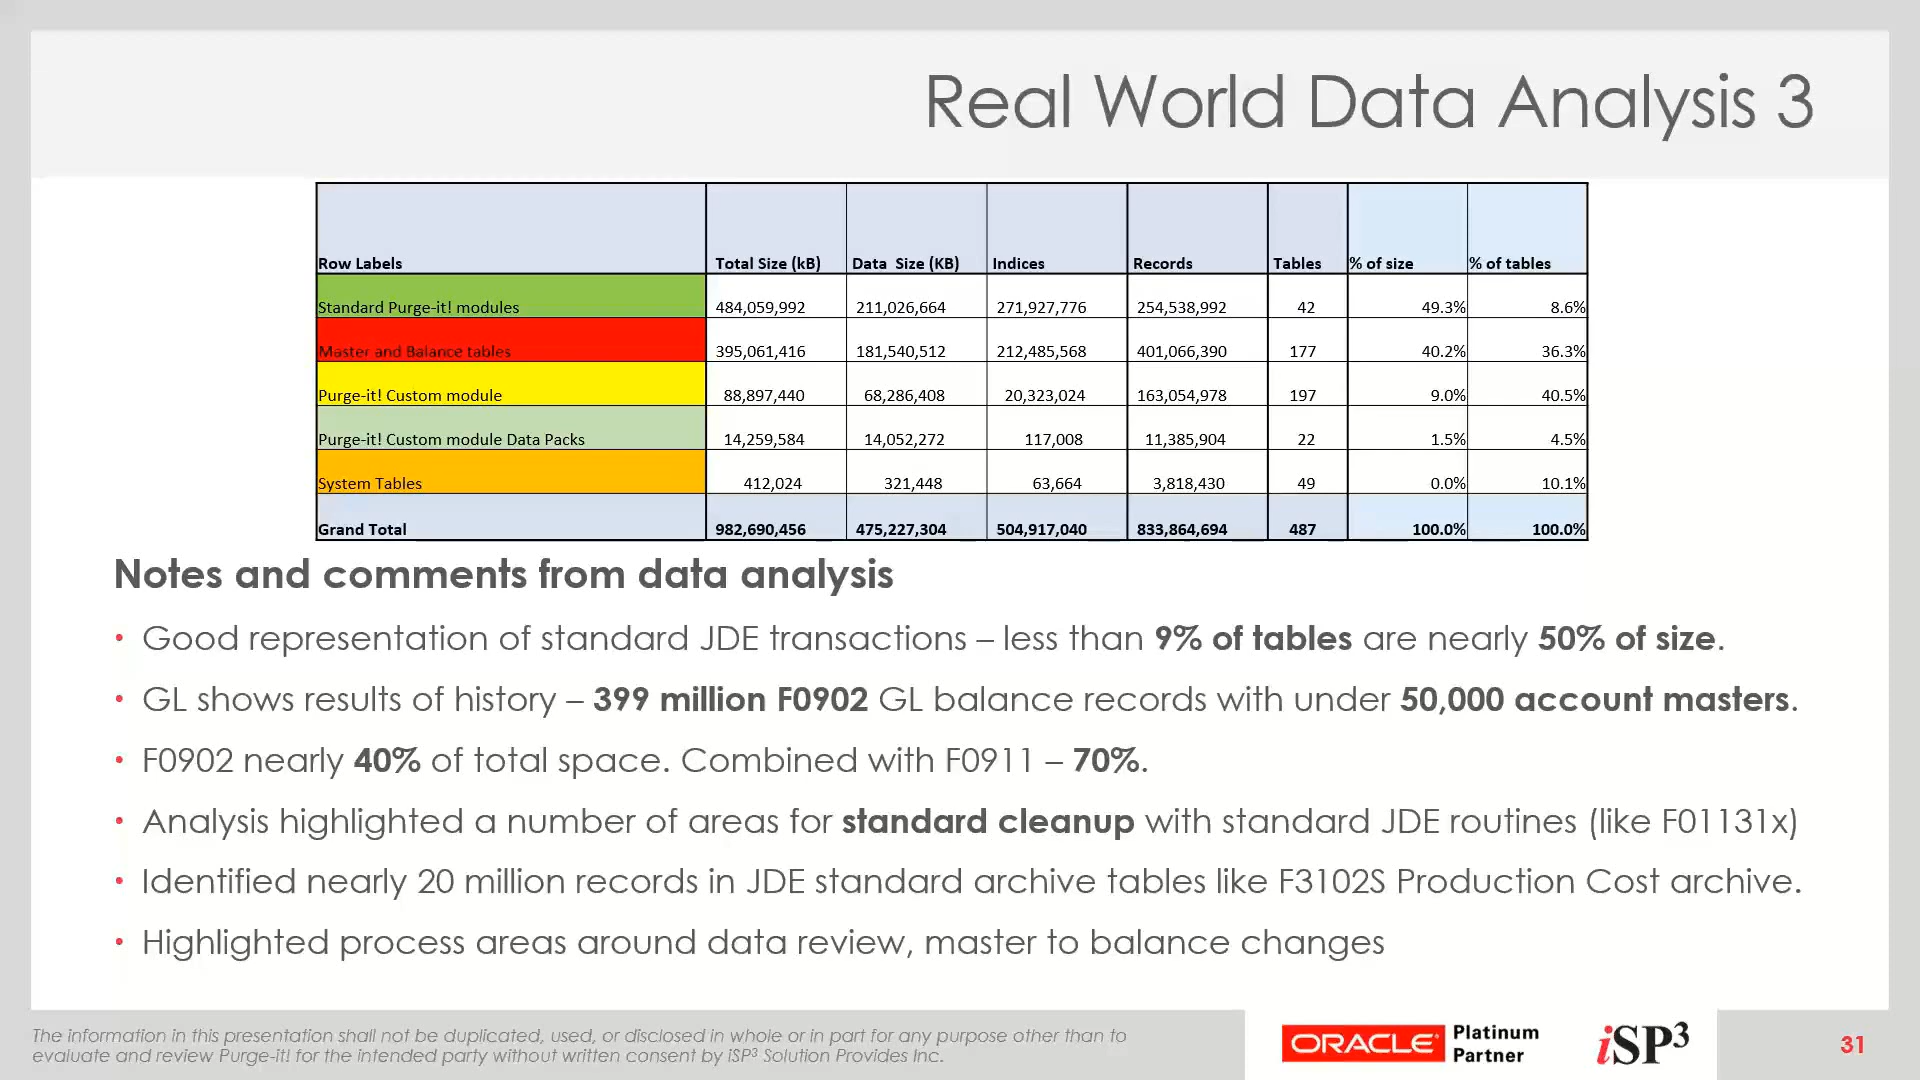 Real World Data Analysis 3
Row Labels Total Size (kB) Data Size (KB) Indices Records Tables % of size % of tables
Standard Purge-it! modules 484,059,992 211,026,664 271,927,776 254,538,992 42 49.3% 8.6%
Master and Balance tables 395,061,416 181,540,512 212,485,568 401,066,390 177 40.2% 36.3%
Purge-it! Custom module 88,897,440 68,286,408 20,323,024 163,054,978 197 9.0% 40.5%
Purge-it! Custom module Data Packs 14,259,584 14,052,272 117,008 11,385,904 22 1.5% 4.5%
System Tables 412,024 321,448 63,664 3,818,430 49 0.0% 10.1%
Grand Total 982,690,456 475,227,304 504,917,040 833,864,694 487 100.0% 100.0%
Notes and comments from data analysis
• Good representation of standard JDE transactions – less than 9% of tables are nearly 50% of size.
• GL shows results of history – 399 million F0902 GL balance records with under 50,000 account masters.
• F0902 nearly 40% of total space. Combined with F0911 – 70%.
• Analysis highlighted a number of areas for standard cleanup with standard JDE routines (like F01131x)
• Identified nearly 20 million records in JDE standard archive tables like F3102S Production Cost archive.
• Highlighted process areas around data review, master to balance changes
The information in this presentation shall not be duplicated, used, or disclosed in whole or in part for any purpose other than to
evaluate and review Purge-it! for the intended party without written consent by iSP³ Solution Provides Inc.
ORACLE Platinum
Partner
iSP³
31